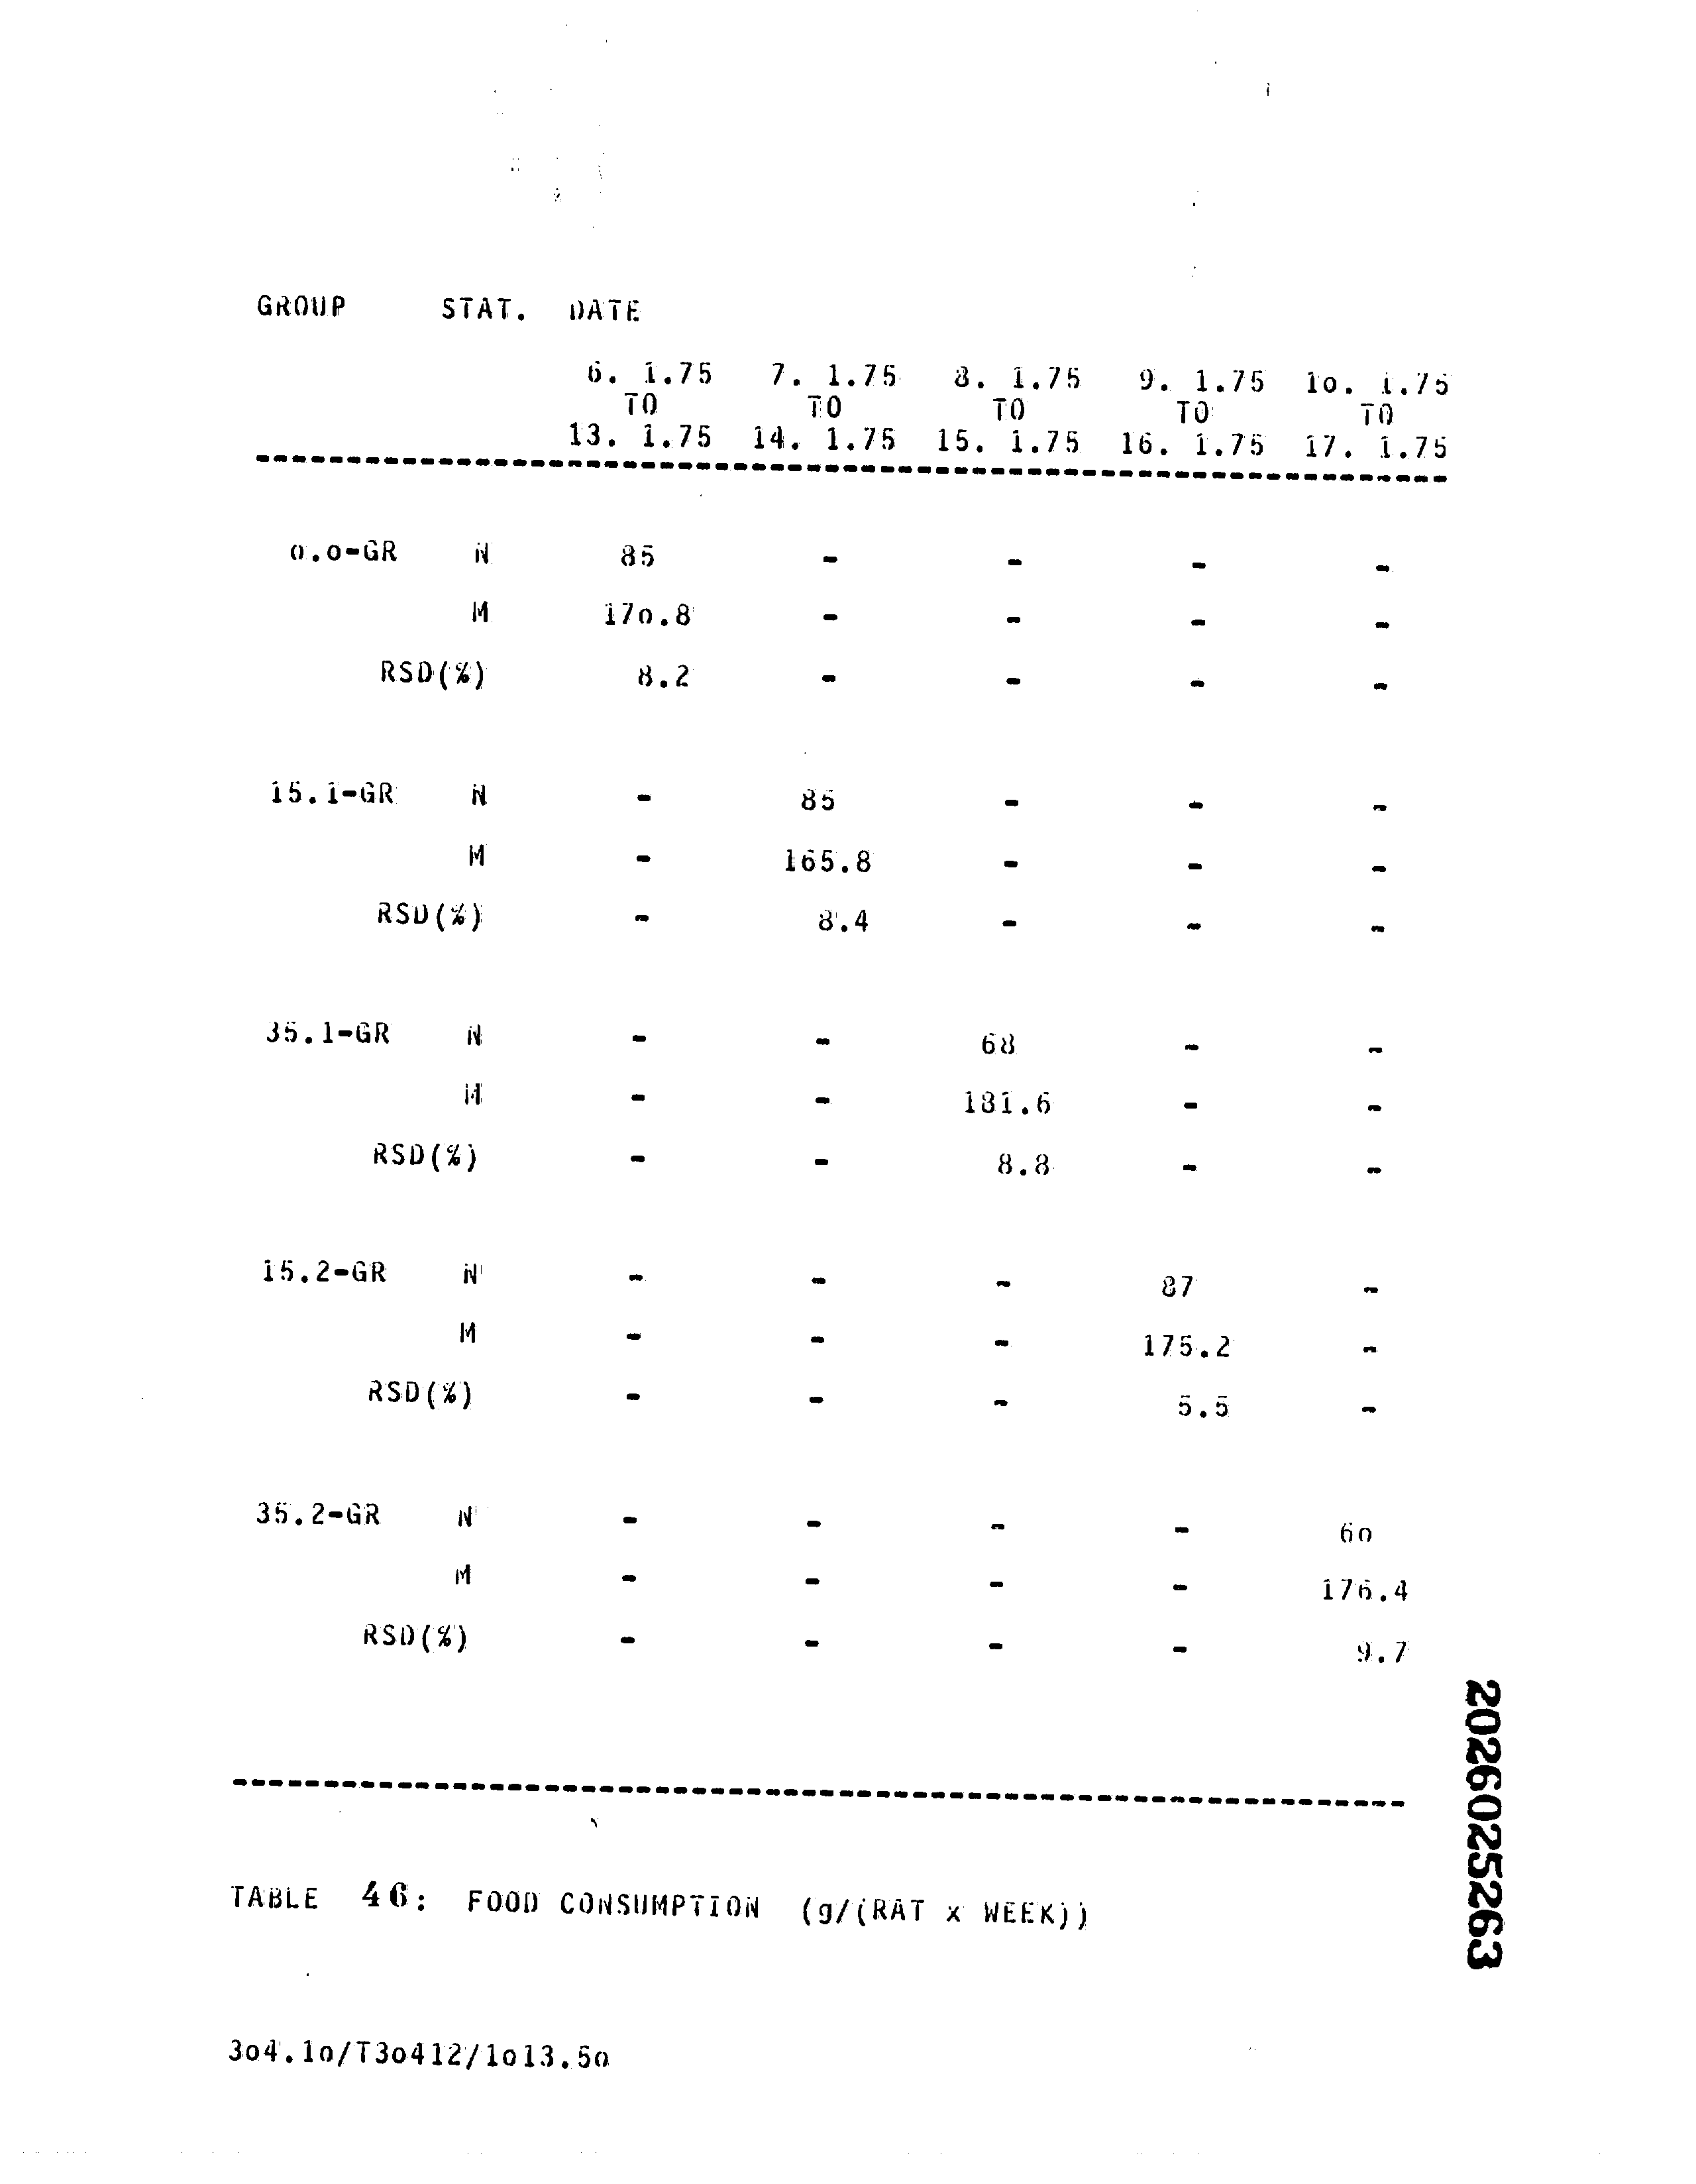 GROUP STAT. DATE
6. 1.75 7. 1.75 8. 1.75 9. 1.75 1o. 1.75
TO TO TO TO TO
13. 1.75 14. 1.75 15. 1.75 16. 1.75 17. 1.75
o.o-GR N 85 - - - -
M 17o.8 - - - -
RSD(%) 8.2 - - - -
15.1-GR N - 85 - - -
M - 165.8 - - -
RSD(%) - 8.4 - - -
35.1-GR N - - 68 - -
M - - 181.6 - -
RSD(%) - - 8.8 - -
15.2-GR N - - - 87 -
M - - - 175.2 -
RSD(%) - - - 5.5 -
35.2-GR N - - - - 6o
M - - - - 176.4
RSD(%) - - - - 9.7
2026025263
TABLE 46: FOOD CONSUMPTION (g/(RAT x WEEK))
3o4.1o/T3o412/1o13.5o